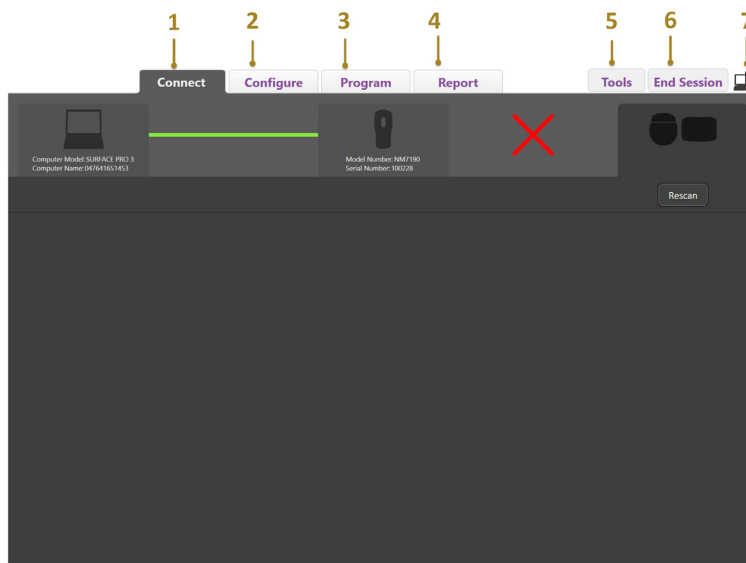 1 2 3 4 5 6 7
Connect Configure Program Report Tools End Session
Computer Model: SURFACE PRO 3
Computer Name: 047641651453
Model Number: NM7190
Serial Number: 100228
Rescan